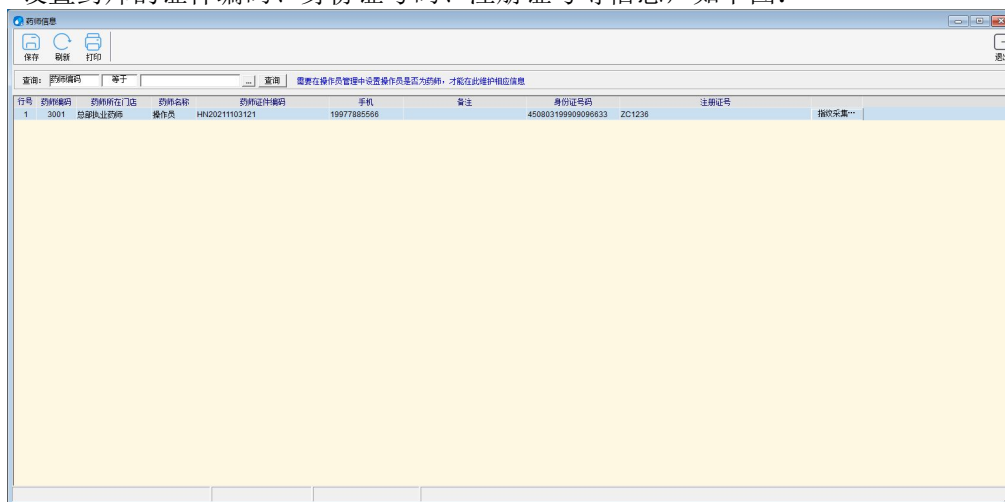 设置药师的证件编码、身份证号码、注册证号等信息，如下图：
药师信息
保存 刷新 打印
查询： 药师编码 等于 ... 查询 需要在操作员管理中设置操作员是否为药师，才能在此维护相应信息
行号 药师编码 药师所在门店 药师名称 药师证件编码 手机 备注 身份证号码 注册证号
1 3001 总部执业药师 操作员 HN20211103121 19977885566 450803199909096633 ZC1236 指纹采集…